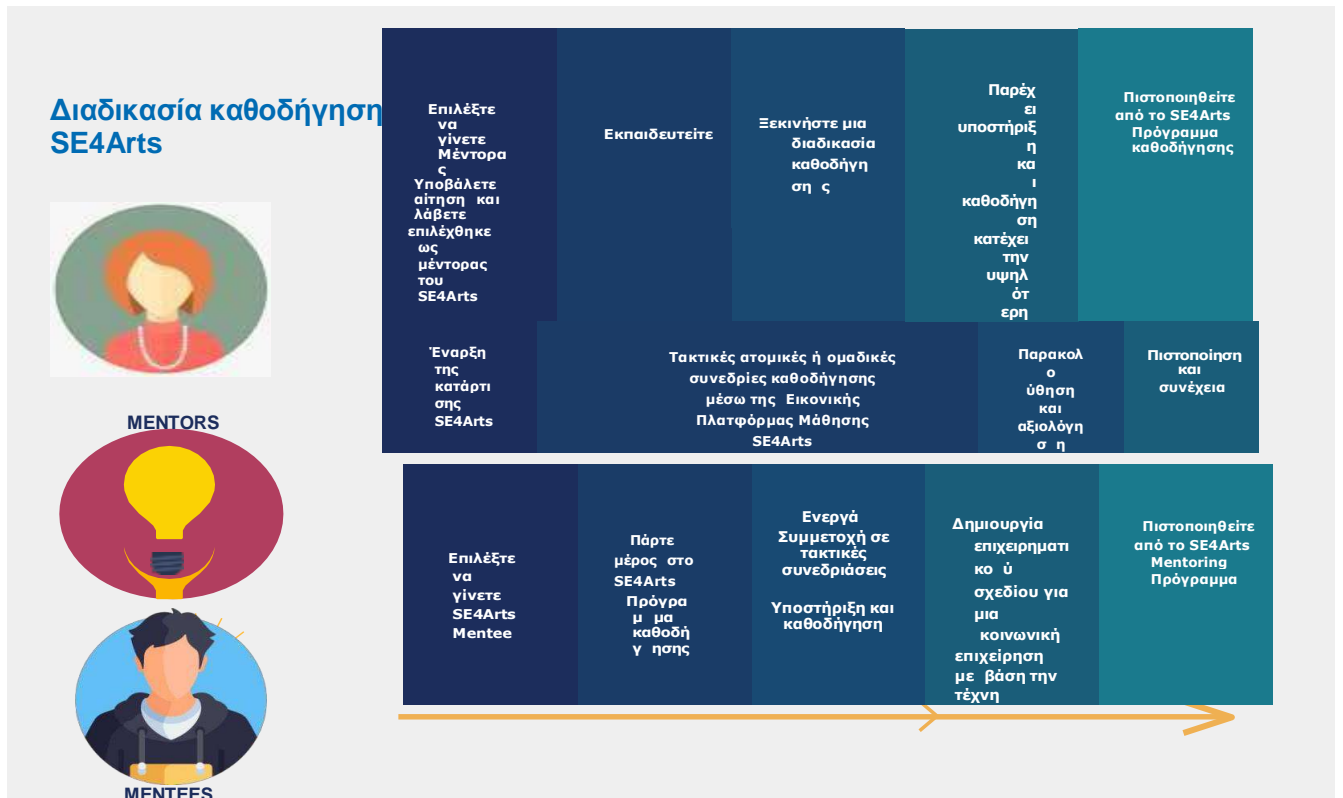 Διαδικασία καθοδήγηση
SE4Arts
Επιλέξτε
να
γίνετε
Μέντορα
ς
Υποβάλετε
αίτηση και
λάβετε
επιλέχθηκε
ως
μέντορας
του
SE4Arts
Εκπαιδευτείτε
Ξεκινήστε μια
διαδικασία
καθοδήγη
ση ς
Παρέχ
ει
υποστήριξ
η
κα
ι
καθοδήγη
ση
κατέχει
την
υψηλ
ότ
ερη
Πιστοποιηθείτε
από το SE4Arts
Πρόγραμμα
καθοδήγησης
Έναρξη
της
κατάρτι
σης
SE4Arts
Τακτικές ατομικές ή ομαδικές
συνεδρίες καθοδήγησης
μέσω της Εικονικής
Πλατφόρμας Μάθησης
SE4Arts
Παρακολ
ο
ύθηση
και
αξιολόγη
σ η
Πιστοποίηση
και
συνέχεια
MENTORS
Επιλέξτε
να
γίνετε
SE4Arts
Mentee
Πάρτε
μέρος στο
SE4Arts
Πρόγρα
μ μα
καθοδή
γ ησης
Ενεργά
Συμμετοχή σε
τακτικές
συνεδριάσεις
Υποστήριξη και
καθοδήγηση
Δημιουργία
επιχειρηματι
κο ύ
σχεδίου για
μια
κοινωνική
επιχείρηση
με βάση την
τέχνη
Πιστοποιηθείτε
από το SE4Arts
Mentoring
Πρόγραμμα
MENTEES